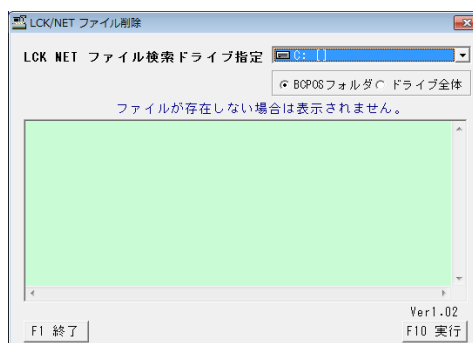 LCK/NET ファイル削除
LCK NET ファイル検索ドライブ指定 C: []
BCPOSフォルダ ドライブ全体
ファイルが存在しない場合は表示されません。
Ver1.02
F1 終了 F10 実行